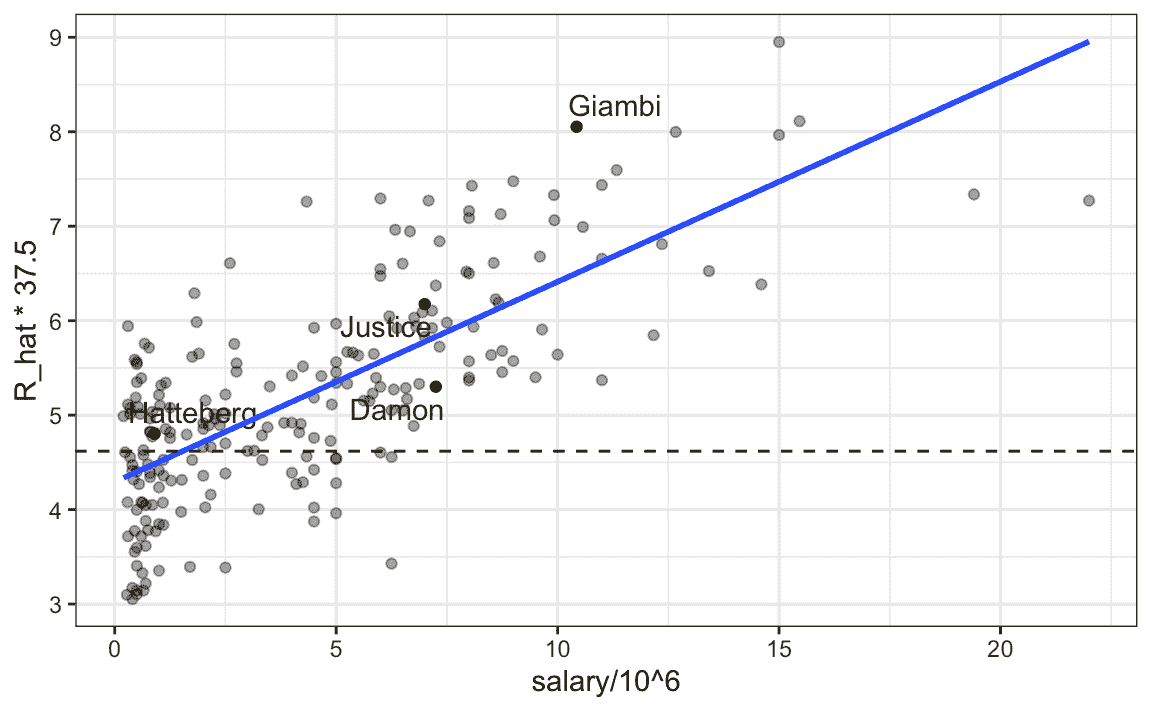 9
8
7
6
5
4
3
R_hat * 37.5
Giambi
Justice
Hatteberg
Damon
0 5 10 15 20
salary/10^6